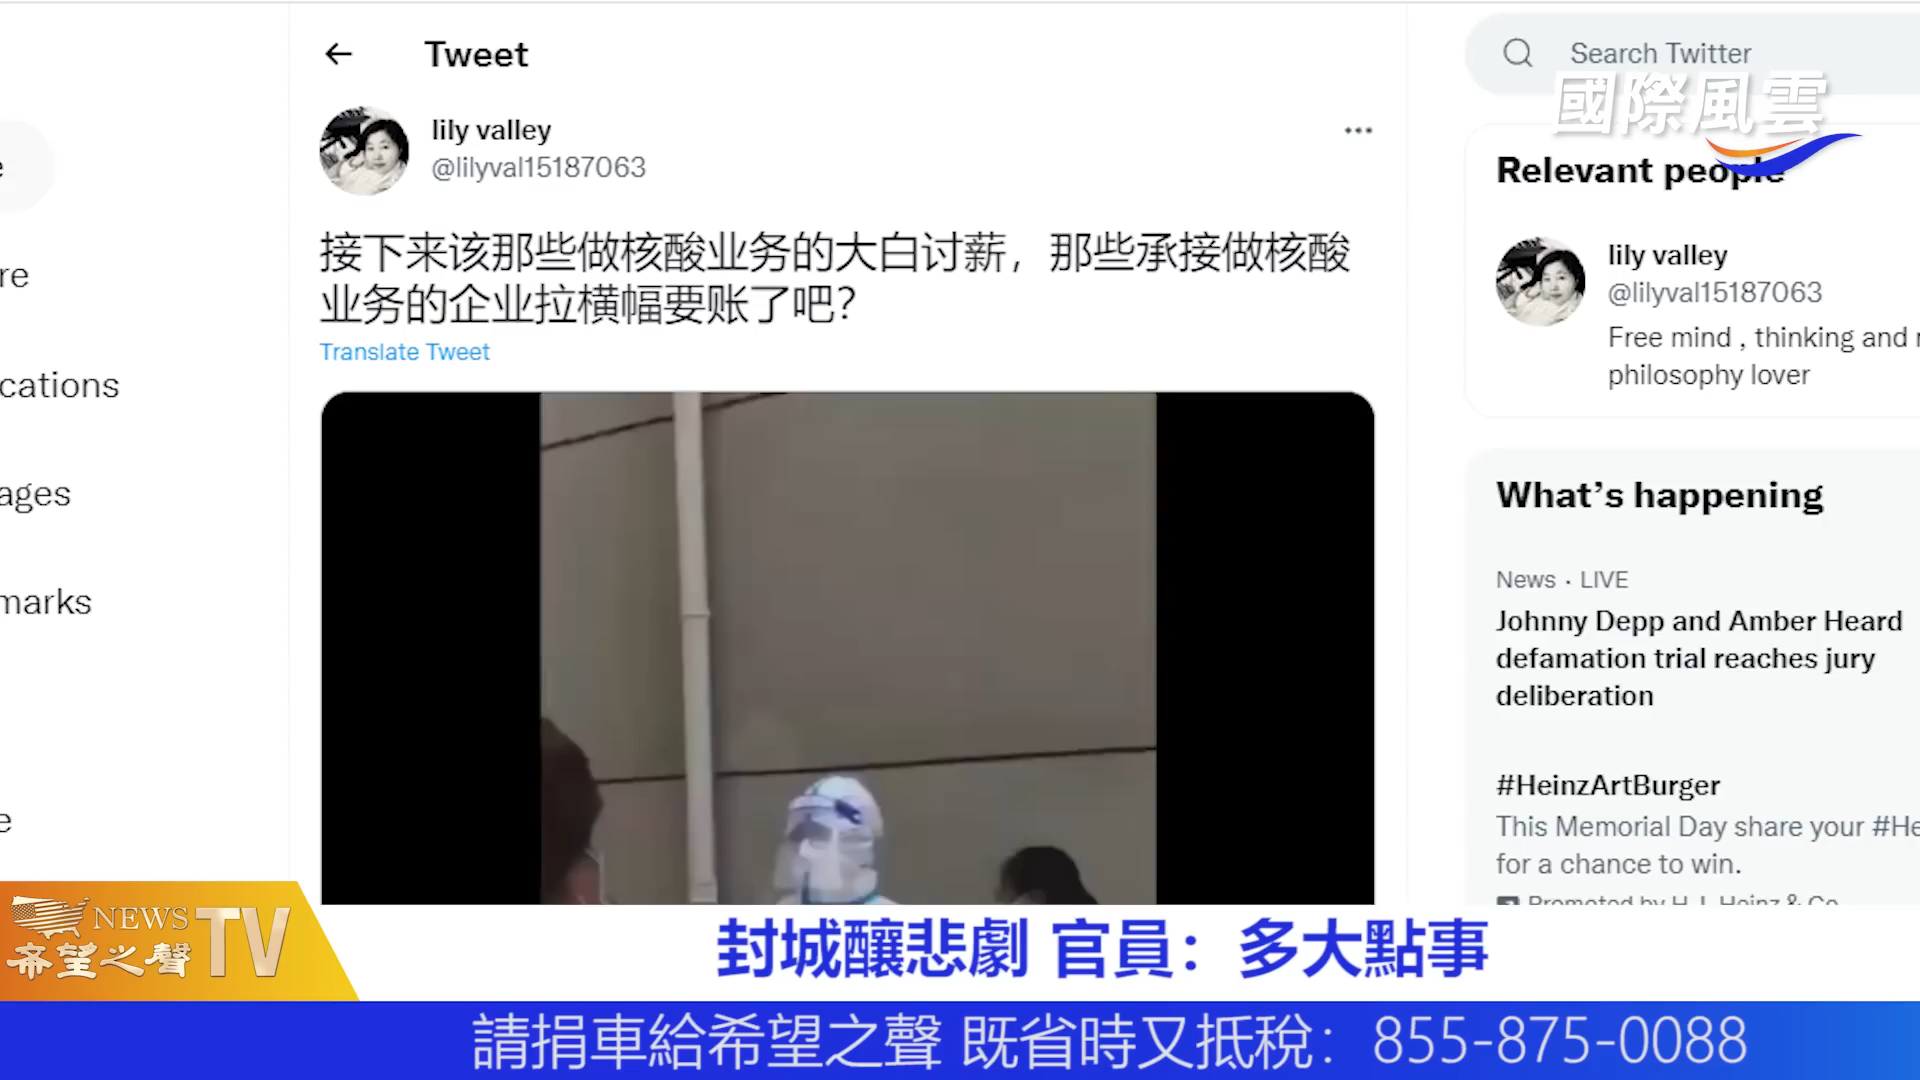 Tweet
lily valley
@lilyval15187063
接下来该那些做核酸业务的大白讨薪，那些承接做核酸
业务的企业拉横幅要账了吧？
Translate Tweet
re
cations
ages
marks
e
Search Twitter
國際風雲
Relevant people
lily valley
@lilyval15187063
Free mind , thinking and
philosophy lover
What’s happening
News · LIVE
Johnny Depp and Amber Heard
defamation trial reaches jury
deliberation
#HeinzArtBurger
This Memorial Day share your #He
for a chance to win.
Promoted by H.J. Heinz & Co
NEWS
希望之聲
TV
封城釀悲劇 官員：多大點事
請捐車給希望之聲 既省時又抵稅：855-875-0088